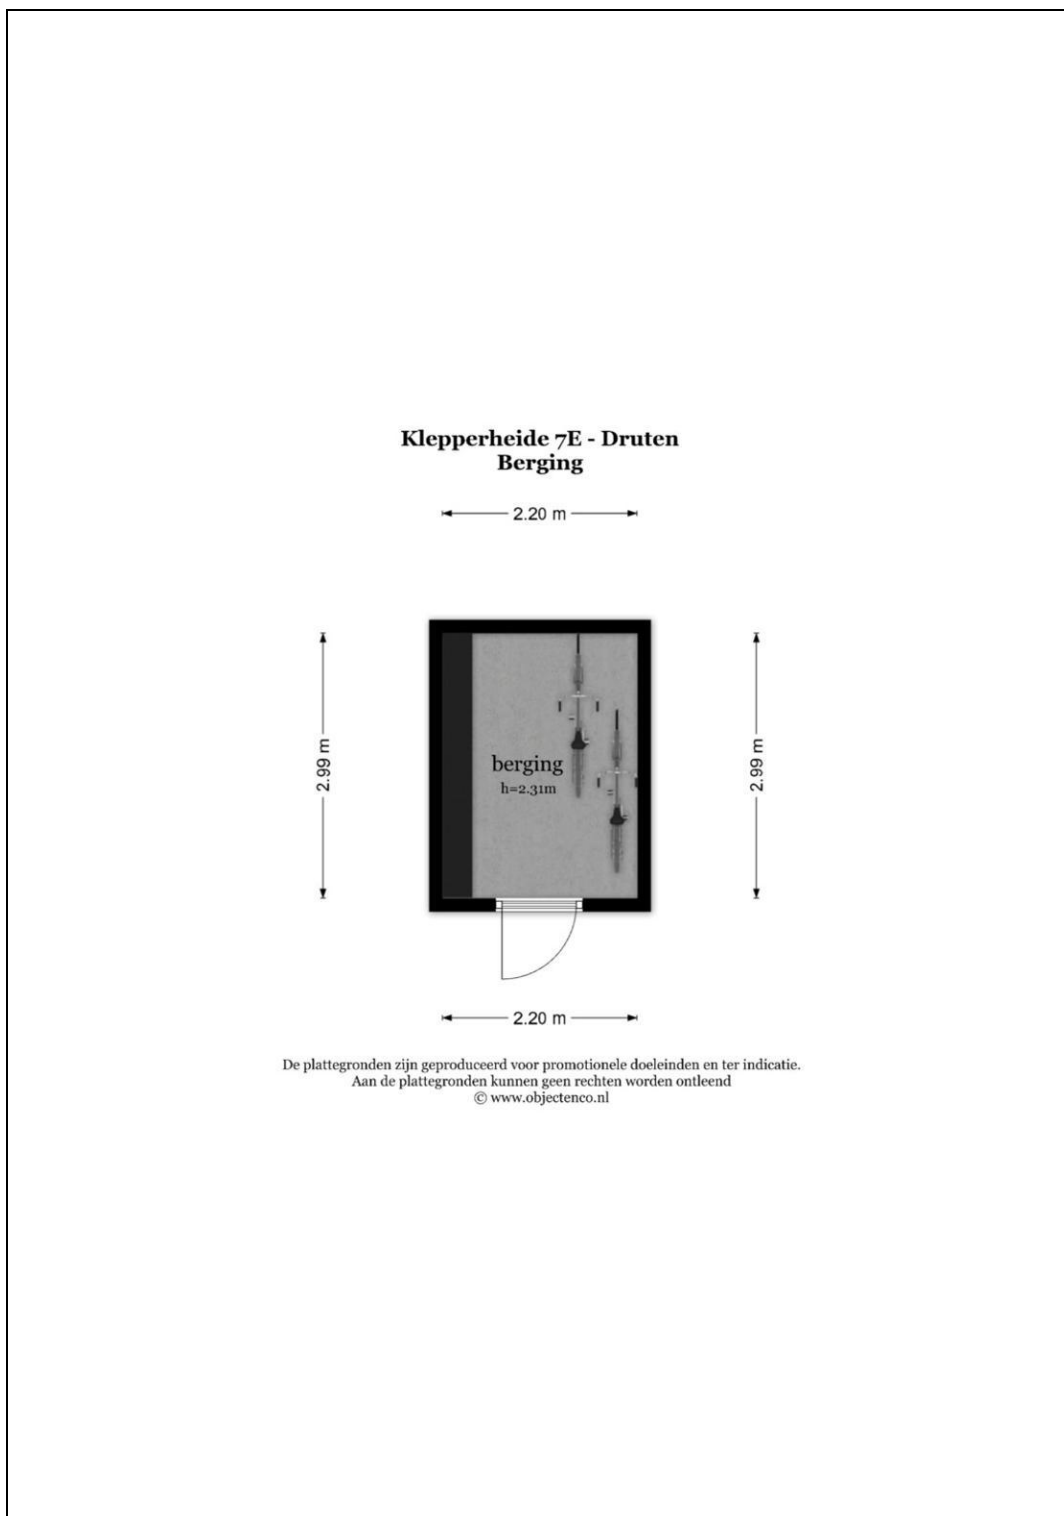 Klepperheide 7E - Druten
Berging
2.20 m
2.99 m
2.99 m
berging
h=2.31m
2.20 m
De plattegronden zijn geproduceerd voor promotionele doeleinden en ter indicatie.
Aan de plattegronden kunnen geen rechten worden ontleend
© www.objectenco.nl